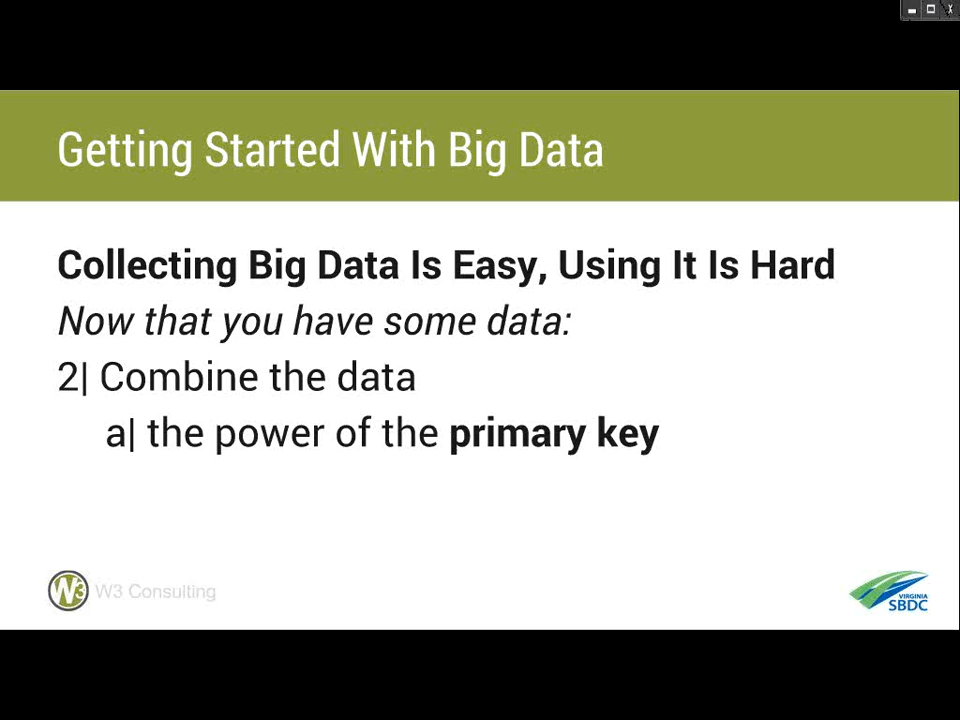 Getting Started With Big Data
Collecting Big Data Is Easy, Using It Is Hard
Now that you have some data:
2| Combine the data
a| the power of the primary key
W3 W3 Consulting
VIRGINIA
SBDC